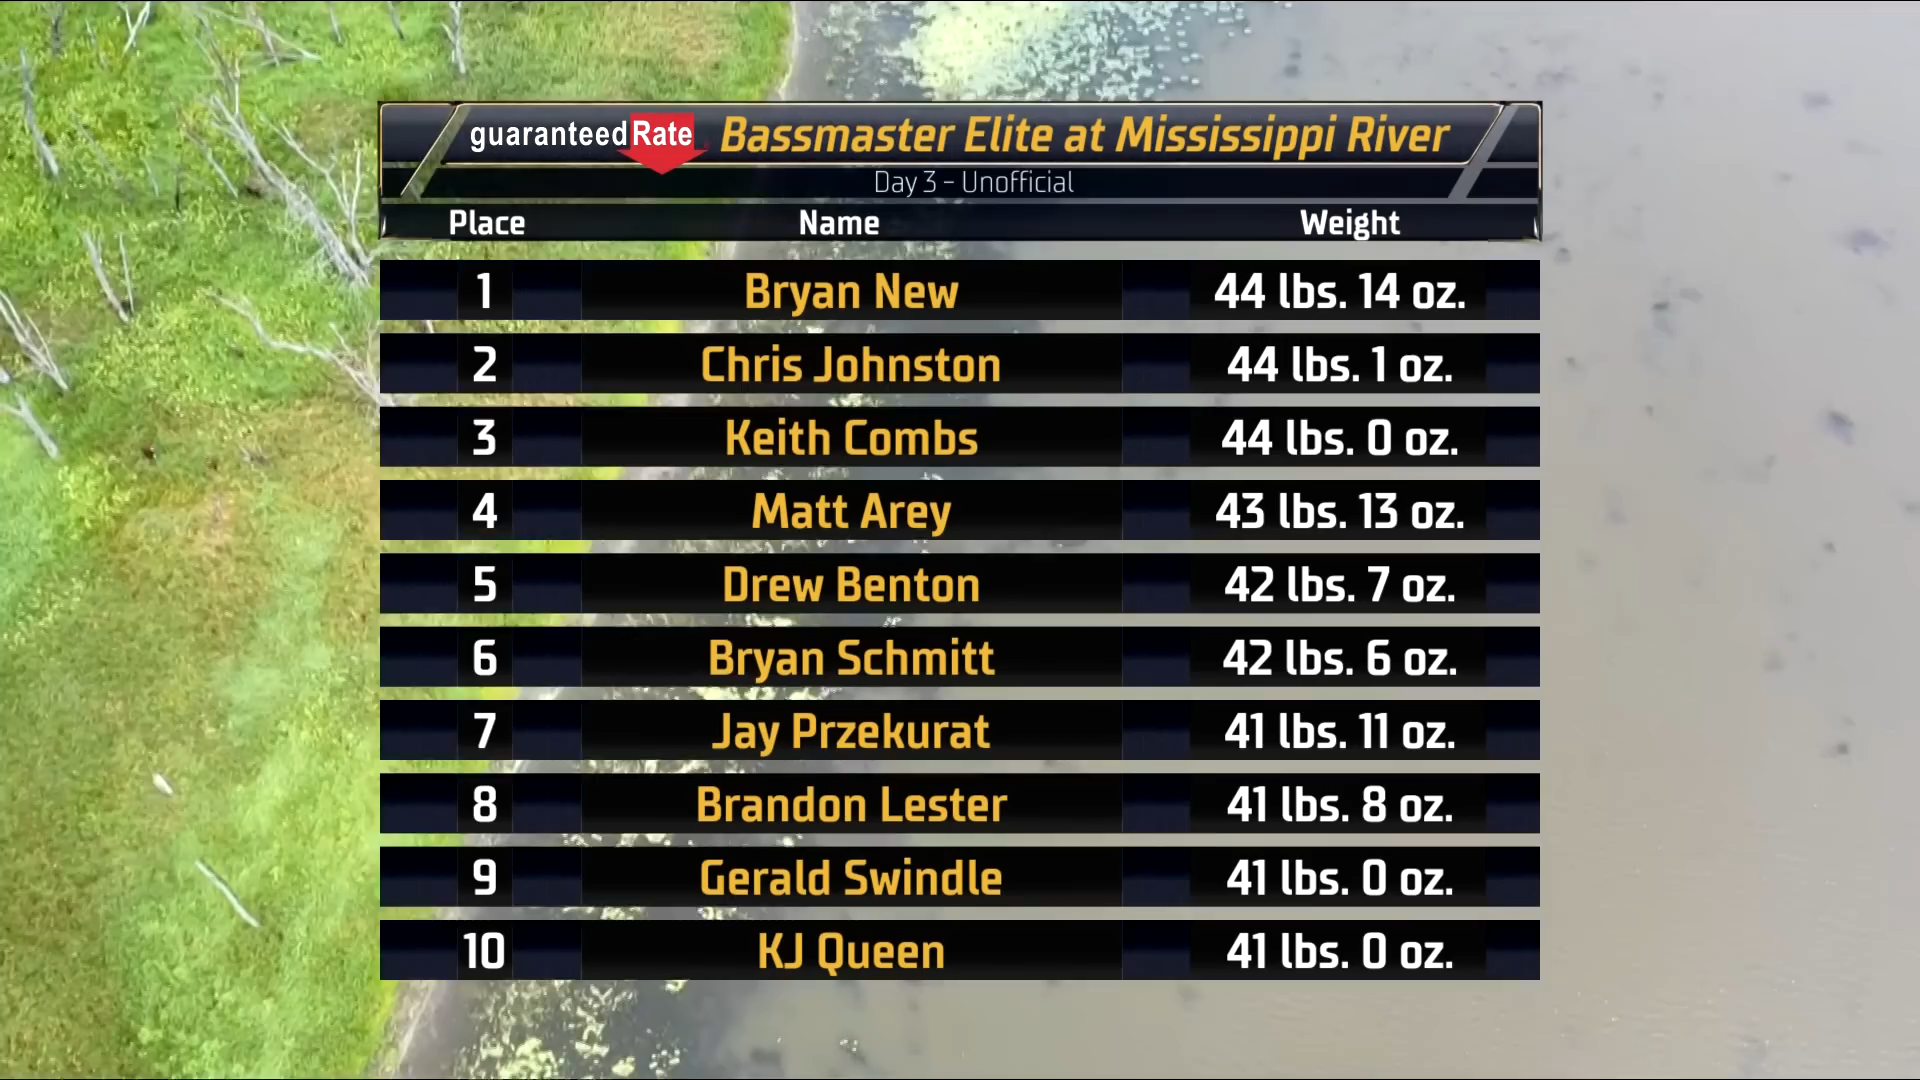 guaranteedRate Bassmaster Elite at Mississippi River
Day 3 – Unofficial
Place Name Weight
1 Bryan New 44 lbs. 14 oz.
2 Chris Johnston 44 lbs. 1 oz.
3 Keith Combs 44 lbs. 0 oz.
4 Matt Arey 43 lbs. 13 oz.
5 Drew Benton 42 lbs. 7 oz.
6 Bryan Schmitt 42 lbs. 6 oz.
7 Jay Przekurat 41 lbs. 11 oz.
8 Brandon Lester 41 lbs. 8 oz.
9 Gerald Swindle 41 lbs. 0 oz.
10 KJ Queen 41 lbs. 0 oz.